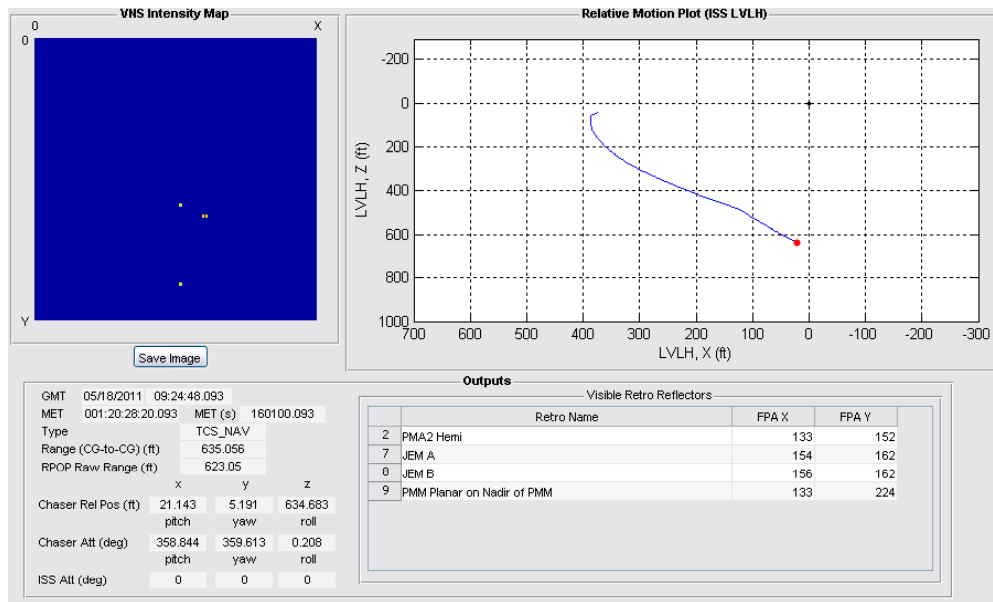 VNS Intensity Map
0
X
0
Y
Save Image
Relative Motion Plot (ISS LVLH)
-200
0
200
400
600
800
1000
LVLH, Z (ft)
700 600 500 400 300 200 100 0 -100 -200 -300
LVLH, X (ft)
Outputs
GMT 05/18/2011 09:24:48.093
MET 001:20:28:20.093 MET (s) 160100.093
Type TCS_NAV
Range (CG-to-CG) (ft) 635.056
RPOP Raw Range (ft) 623.05
x y z
Chaser Rel Pos (ft) 21.143 5.191 634.683
pitch yaw roll
Chaser Att (deg) 358.844 359.613 0.208
pitch yaw roll
ISS Att (deg) 0 0 0
Visible Retro Reflectors
Retro Name FPA X FPA Y
2 PMA2 Hemi 133 152
7 JEM A 154 162
0 JEM B 156 162
9 PMM Planar on Nadir of PMM 133 224